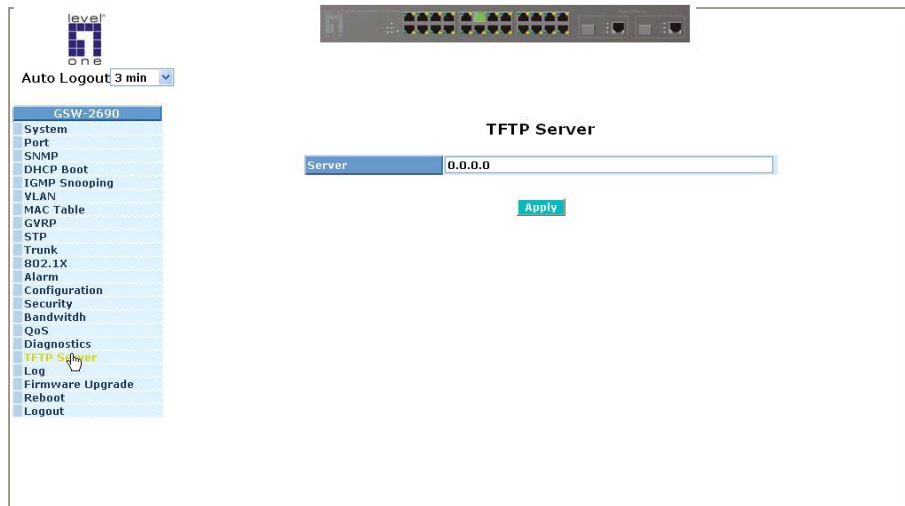 level
one
Auto Logout 3 min
GSW-2690
System
Port
SNMP
DHCP Boot
IGMP Snooping
VLAN
MAC Table
GVRP
STP
Trunk
802.1X
Alarm
Configuration
Security
Bandwitdh
QoS
Diagnostics
TFTP Server
Log
Firmware Upgrade
Reboot
Logout
TFTP Server
Server 0.0.0.0
Apply